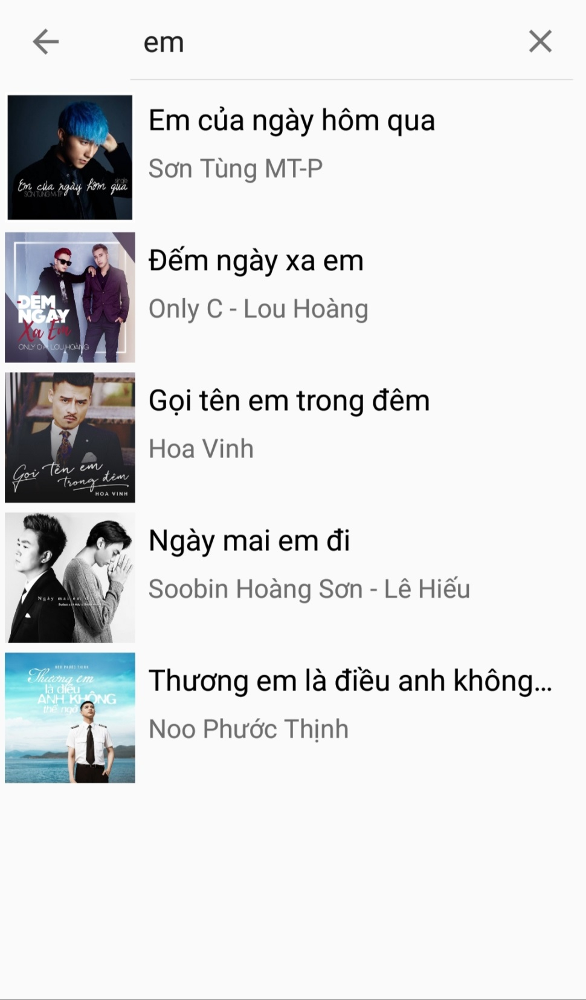 em
Em của ngày hôm qua
Sơn Tùng MT-P
Em của ngày hôm qua
single
SƠN TÙNG M-TP
Đếm ngày xa em
Only C - Lou Hoàng
ĐẾM
NGÀY
Xa Em
ONLY C ft. LOU HOÀNG
Gọi tên em trong đêm
Hoa Vinh
Gọi tên em
trong đêm
HOA VINH
Ngày mai em đi
Soobin Hoàng Sơn - Lê Hiếu
Ngày mai em đi
Thương em là điều anh không...
Noo Phước Thịnh
NOO PHƯỚC THỊNH
Thương em
là điều
ANH KHÔNG
thể ngờ